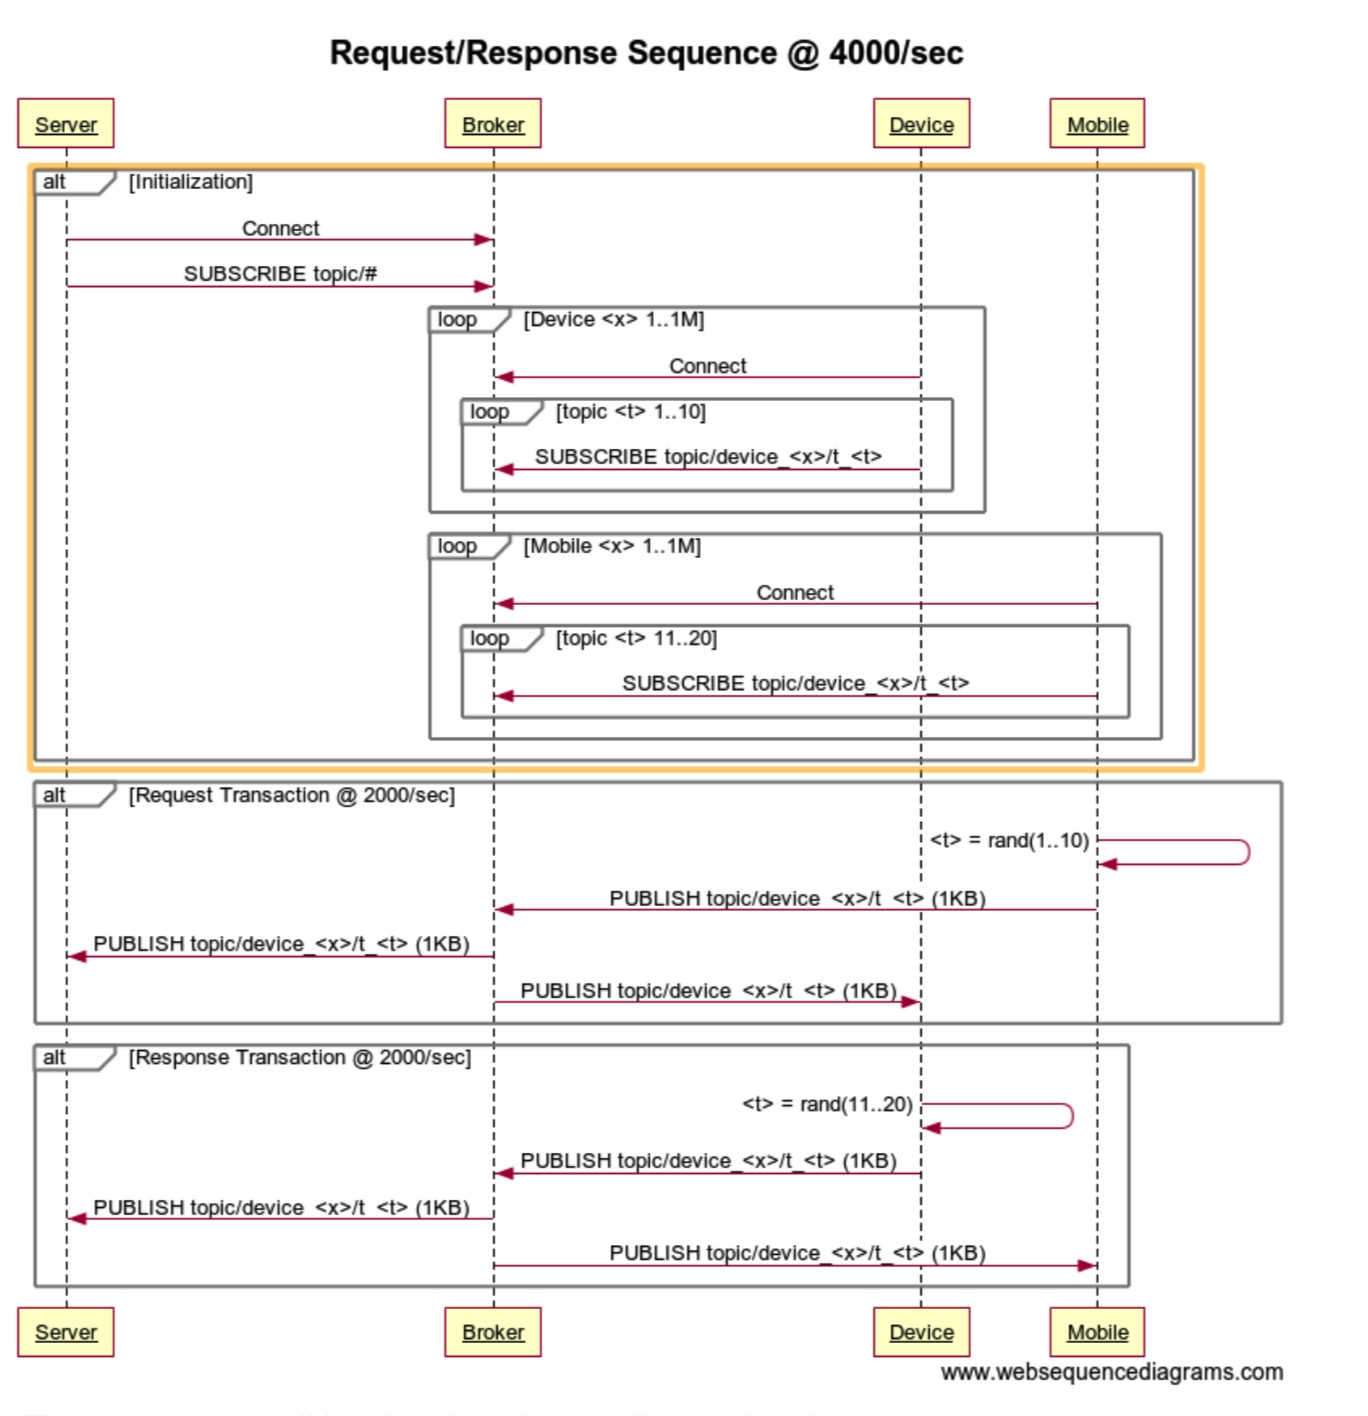 Request/Response Sequence @ 4000/sec
Server Broker Device Mobile
alt [Initialization]
Connect
SUBSCRIBE topic/#
loop [Device <x> 1..1M]
Connect
loop [topic <t> 1..10]
SUBSCRIBE topic/device_<x>/t_<t>
loop [Mobile <x> 1..1M]
Connect
loop [topic <t> 11..20]
SUBSCRIBE topic/device_<x>/t_<t>
alt [Request Transaction @ 2000/sec]
<t> = rand(1..10)
PUBLISH topic/device_<x>/t_<t> (1KB)
PUBLISH topic/device_<x>/t_<t> (1KB)
PUBLISH topic/device_<x>/t_<t> (1KB)
alt [Response Transaction @ 2000/sec]
<t> = rand(11..20)
PUBLISH topic/device_<x>/t_<t> (1KB)
PUBLISH topic/device_<x>/t_<t> (1KB)
PUBLISH topic/device_<x>/t_<t> (1KB)
Server Broker Device Mobile
www.websequencediagrams.com